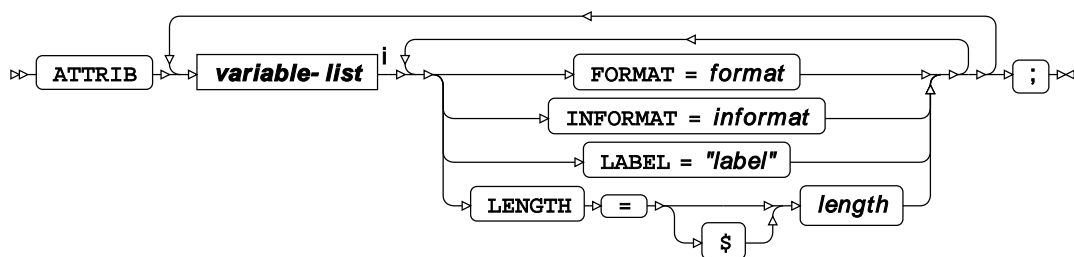 ATTRIB variable-list i FORMAT = format ;
INFORMAT = informat
LABEL = "label"
LENGTH = length
$